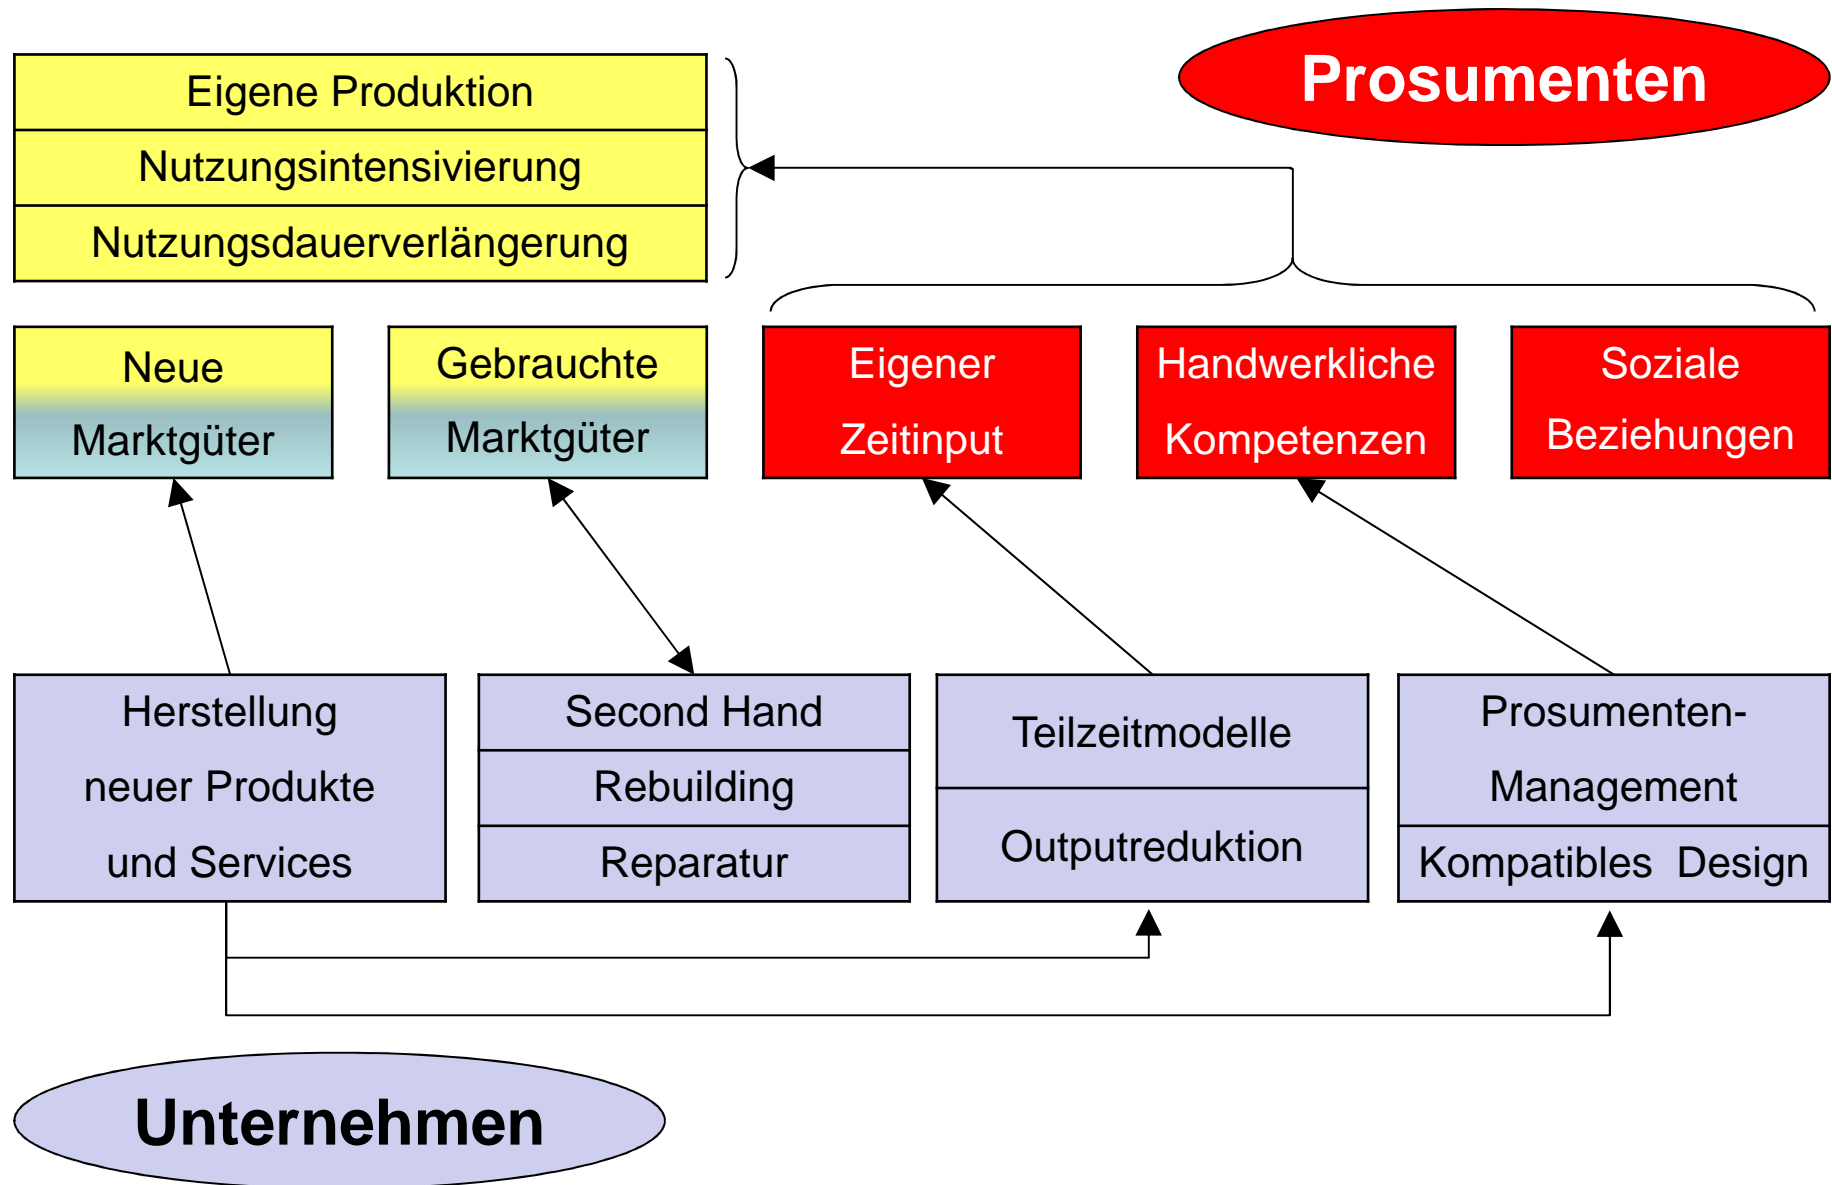 Prosumenten
Eigene Produktion
Nutzungsintensivierung
Nutzungsdauerverlängerung
Neue
Marktgüter
Gebrauchte
Marktgüter
Eigener
Zeitinput
Handwerkliche
Kompetenzen
Soziale
Beziehungen
Herstellung
neuer Produkte
und Services
Second Hand
Rebuilding
Reparatur
Teilzeitmodelle
Outputreduktion
Prosumenten-
Management
Kompatibles Design
Unternehmen